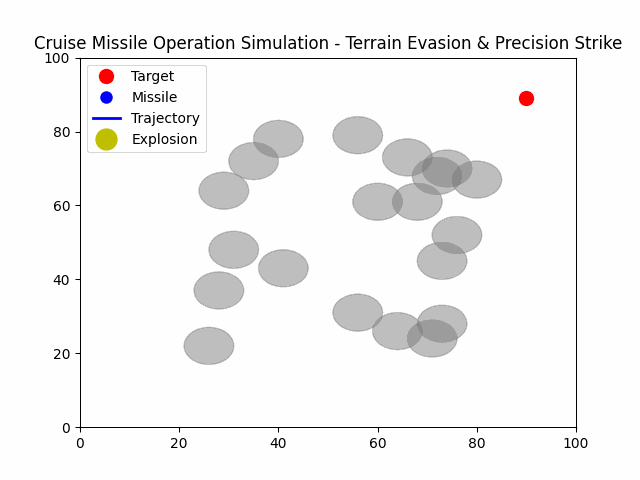 Cruise Missile Operation Simulation - Terrain Evasion & Precision Strike
Target
Missile
Trajectory
Explosion
100
80
60
40
20
0
0 20 40 60 80 100